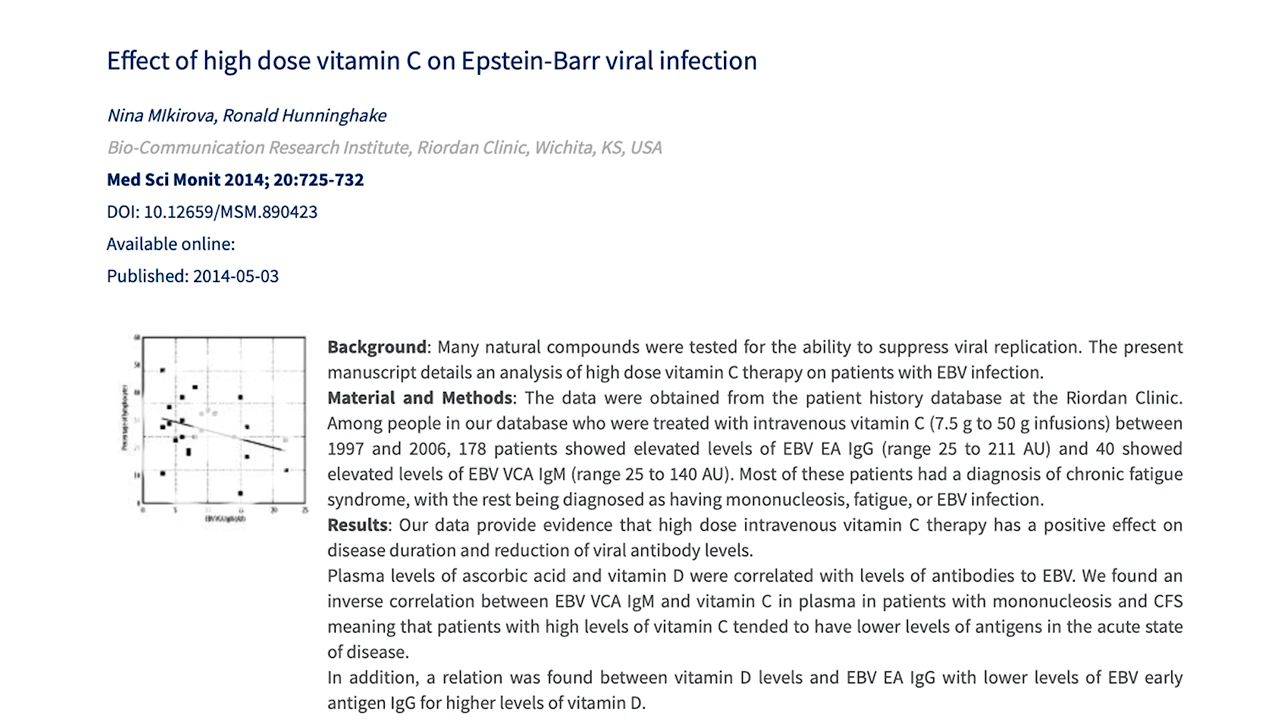 Effect of high dose vitamin C on Epstein-Barr viral infection
Nina MIkirova, Ronald Hunninghake
Bio-Communication Research Institute, Riordan Clinic, Wichita, KS, USA
Med Sci Monit 2014; 20:725-732
DOI: 10.12659/MSM.890423
Available online:
Published: 2014-05-03
Background: Many natural compounds were tested for the ability to suppress viral replication. The present
manuscript details an analysis of high dose vitamin C therapy on patients with EBV infection.
Material and Methods: The data were obtained from the patient history database at the Riordan Clinic.
Among people in our database who were treated with intravenous vitamin C (7.5 g to 50 g infusions) between
1997 and 2006, 178 patients showed elevated levels of EBV EA IgG (range 25 to 211 AU) and 40 showed
elevated levels of EBV VCA IgM (range 25 to 140 AU). Most of these patients had a diagnosis of chronic fatigue
syndrome, with the rest being diagnosed as having mononucleosis, fatigue, or EBV infection.
Results: Our data provide evidence that high dose intravenous vitamin C therapy has a positive effect on
disease duration and reduction of viral antibody levels.
Plasma levels of ascorbic acid and vitamin D were correlated with levels of antibodies to EBV. We found an
inverse correlation between EBV VCA IgM and vitamin C in plasma in patients with mononucleosis and CFS
meaning that patients with high levels of vitamin C tended to have lower levels of antigens in the acute state
of disease.
In addition, a relation was found between vitamin D levels and EBV EA IgG with lower levels of EBV early
antigen IgG for higher levels of vitamin D.